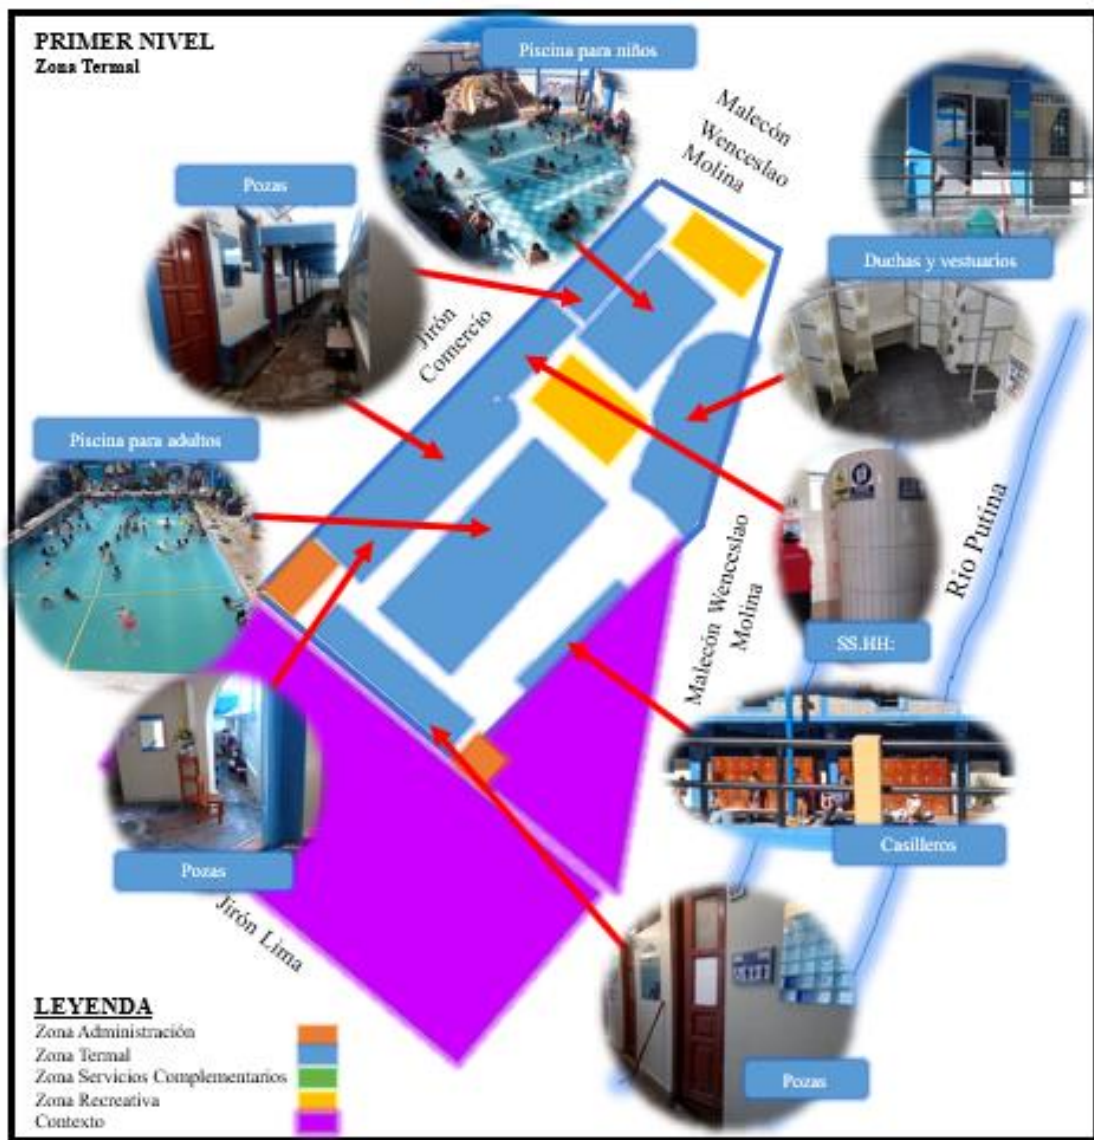 PRIMER NIVEL
Zona Termal
Piscina para niños
Malecón
Wenceslao
Molina
Pozas
Duchas y vestuarios
Jirón
Comercio
Piscina para adultos
Rio Putina
Malecón Wenceslao
Molina
SS.HH:
Casilleros
Pozas
Jirón Lima
Pozas
LEYENDA
Zona Administración
Zona Termal
Zona Servicios Complementarios
Zona Recreativa
Contexto